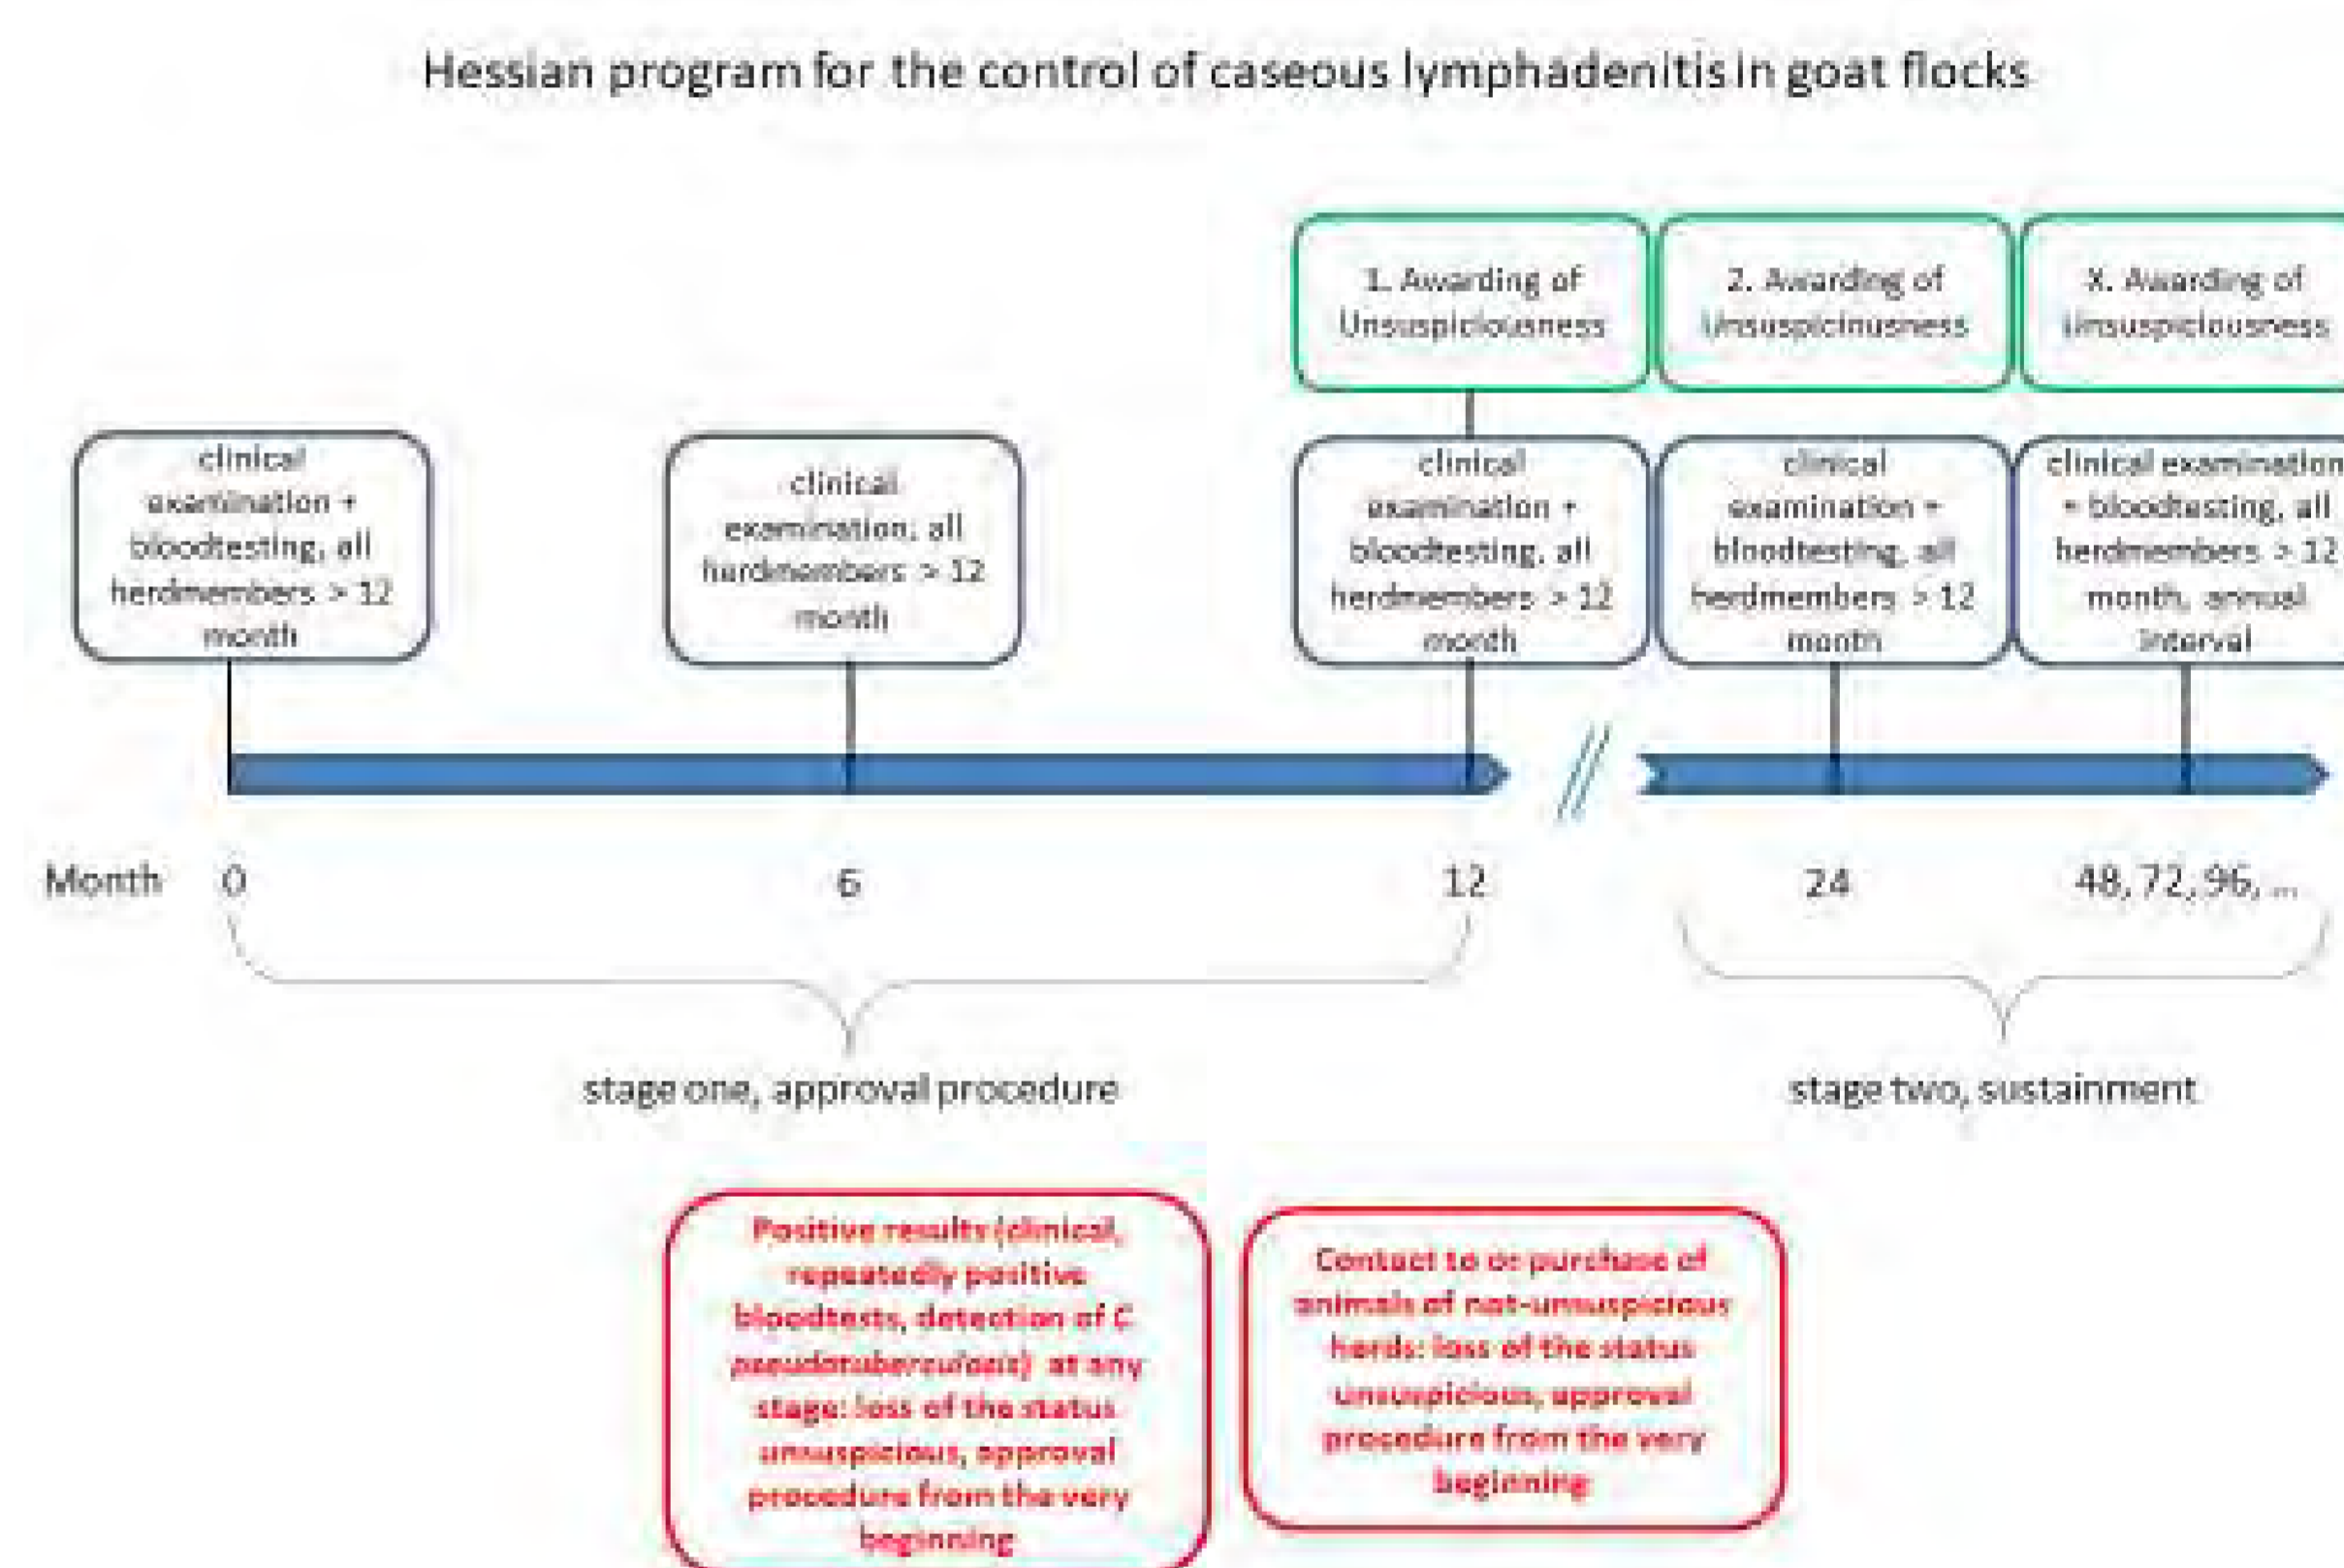 Hessian program for the control of caseous lymphadenitis in goat flocks
1. Awarding of
Unsuspiciousness
2. Awarding of
Unsuspiciousness
X. Awarding of
Unsuspiciousness
clinical
examination +
bloodtesting, all
herdmembers > 12
month
clinical
examination, all
herdmembers > 12
month
clinical
examination +
bloodtesting, all
herdmembers > 12
month
clinical
examination +
bloodtesting, all
herdmembers > 12
month
clinical examination
+ bloodtesting, all
herdmembers > 12
month, annual
interval
Month 0 6 12 24 48, 72, 96, ...
stage one, approval procedure
stage two, sustainment
Positive results (clinical,
repeatedly positive
bloodtests, detection of C.
pseudotuberculosis) at any
stage: loss of the status
unsuspicious, approval
procedure from the very
beginning
Contact to or purchase of
animals of not-unsuspicious
herds: loss of the status
unsuspicious, approval
procedure from the very
beginning